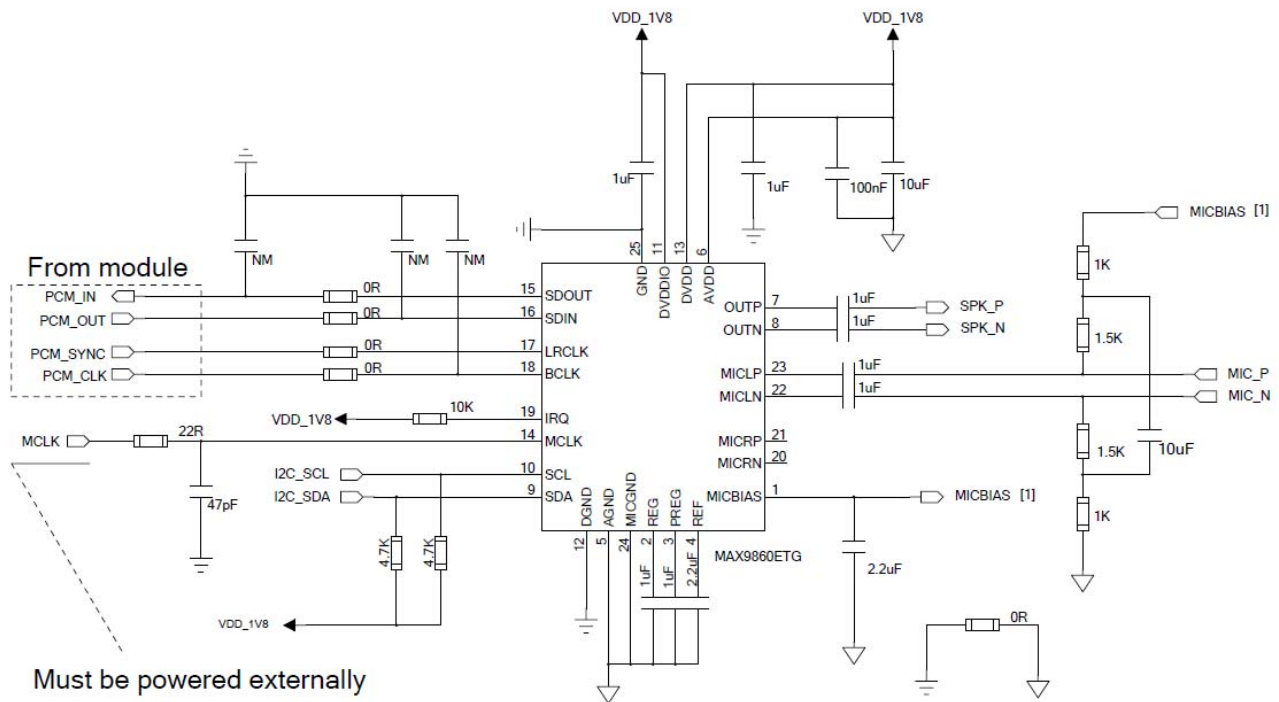 VDD_1V8 VDD_1V8
1uF 1uF 100nF 10uF
MICBIAS [1]
NM NM NM
1K
From module
25 11 13 6
GND DVDDIO DVDD AVDD
PCM_IN 0R 15 SDOUT
OUTP 7 1uF SPK_P
PCM_OUT 0R 16 SDIN
OUTN 8 1uF SPK_N
1.5K
PCM_SYNC 0R 17 LRCLK
PCM_CLK 0R 18 BCLK
MICLP 23 1uF MIC_P
MICLN 22 1uF MIC_N
VDD_1V8 10K 19 IRQ
MCLK 22R 14 MCLK
MICRP 21
MICRN 20
1.5K 10uF
I2C_SCL 10 SCL
I2C_SDA 9 SDA
MICBIAS 1 MICBIAS [1]
47pF
1K
DGND AGND MICGND REG PREG REF
12 5 24 2 3 4
MAX9860ETG
4.7K 4.7K
1uF 1uF 2.2uF
2.2uF
VDD_1V8
0R
Must be powered externally